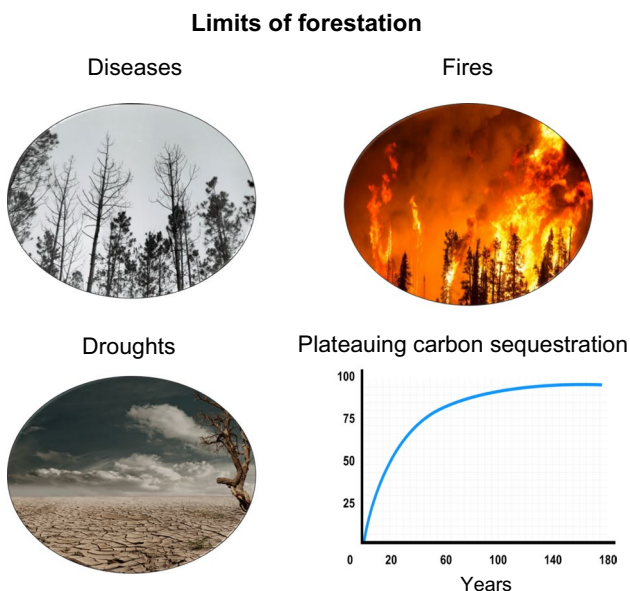 Limits of forestation
Diseases
Fires
Droughts
Plateauing carbon sequestration
100
75
50
25
0 20 60 100 140 180
Years